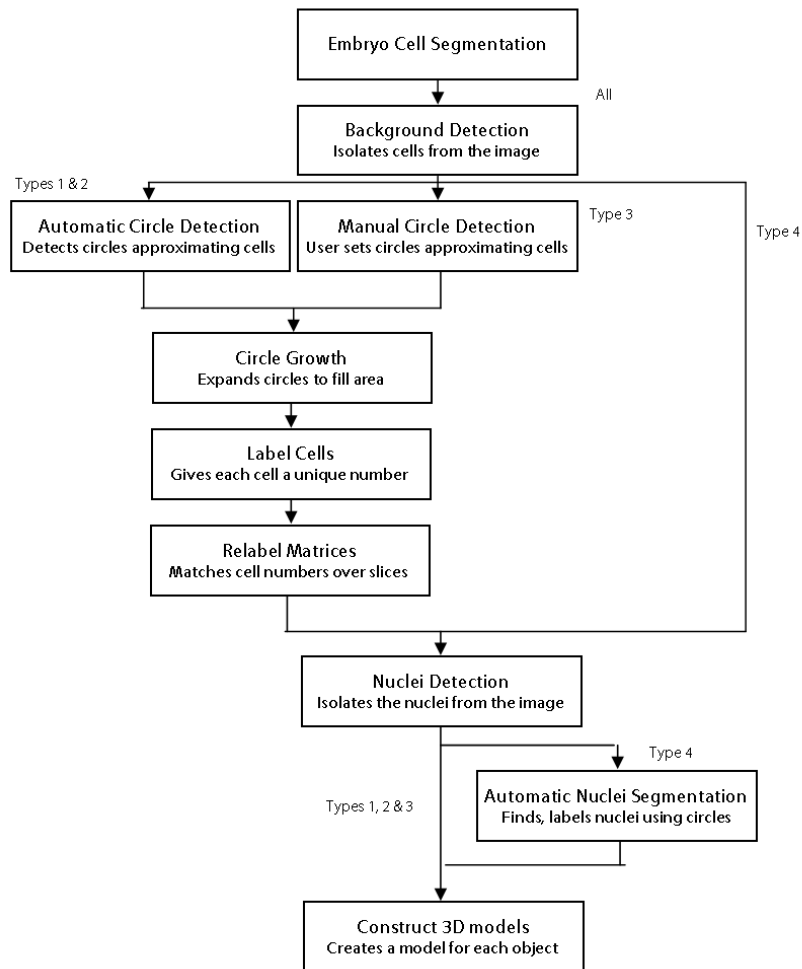 Embryo Cell Segmentation
All
Background Detection
Isolates cells from the image
Types 1 & 2
Automatic Circle Detection
Detects circles approximating cells
Manual Circle Detection
User sets circles approximating cells
Type 3
Type 4
Circle Growth
Expands circles to fill area
Label Cells
Gives each cell a unique number
Relabel Matrices
Matches cell numbers over slices
Nuclei Detection
Isolates the nuclei from the image
Type 4
Types 1, 2 & 3
Automatic Nuclei Segmentation
Finds, labels nuclei using circles
Construct 3D models
Creates a model for each object